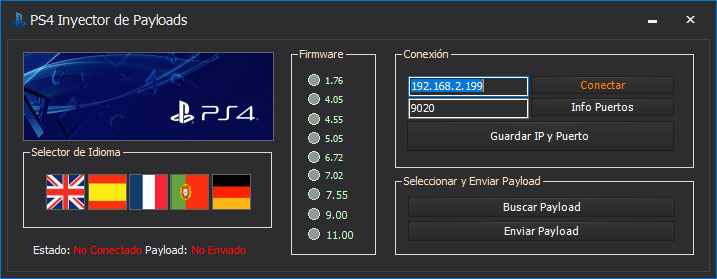 PS4 Inyector de Payloads
PS4
Selector de Idioma
Estado: No Conectado Payload: No Enviado
Firmware
1.76
4.05
4.55
5.05
6.72
7.02
7.55
9.00
11.00
Conexión
192.168.2.199
Conectar
9020
Info Puertos
Guardar IP y Puerto
Seleccionar y Enviar Payload
Buscar Payload
Enviar Payload